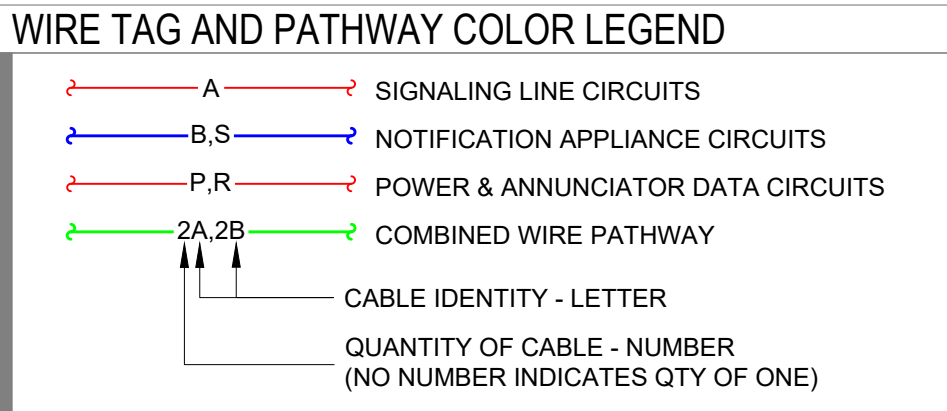 WIRE TAG AND PATHWAY COLOR LEGEND
A SIGNALING LINE CIRCUITS
B,S NOTIFICATION APPLIANCE CIRCUITS
P,R POWER & ANNUNCIATOR DATA CIRCUITS
2A,2B COMBINED WIRE PATHWAY
CABLE IDENTITY - LETTER
QUANTITY OF CABLE - NUMBER
(NO NUMBER INDICATES QTY OF ONE)